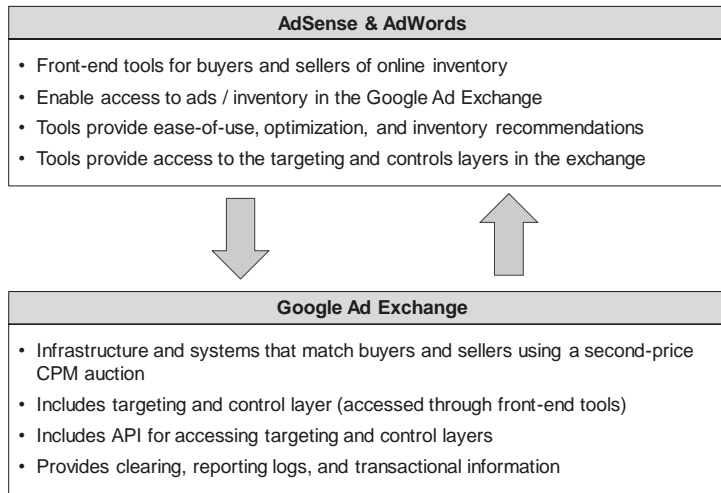 AdSense & AdWords
• Front-end tools for buyers and sellers of online inventory
• Enable access to ads / inventory in the Google Ad Exchange
• Tools provide ease-of-use, optimization, and inventory recommendations
• Tools provide access to the targeting and controls layers in the exchange
Google Ad Exchange
• Infrastructure and systems that match buyers and sellers using a second-price
CPM auction
• Includes targeting and control layer (accessed through front-end tools)
• Includes API for accessing targeting and control layers
• Provides clearing, reporting logs, and transactional information